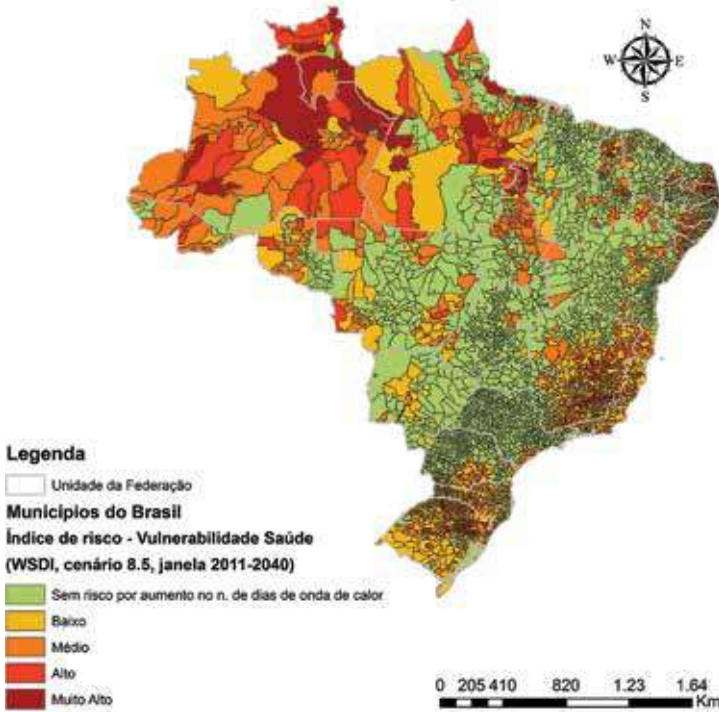 N
W E
S
Legenda
Unidade da Federação
Municípios do Brasil
Índice de risco - Vulnerabilidade Saúde
(WSDI, cenário 8.5, janela 2011-2040)
Sem risco por aumento no n. de dias de onda de calor
Baixo
Médio
Alto
Muito Alto
0 205 410 820 1.23 1.64
Km